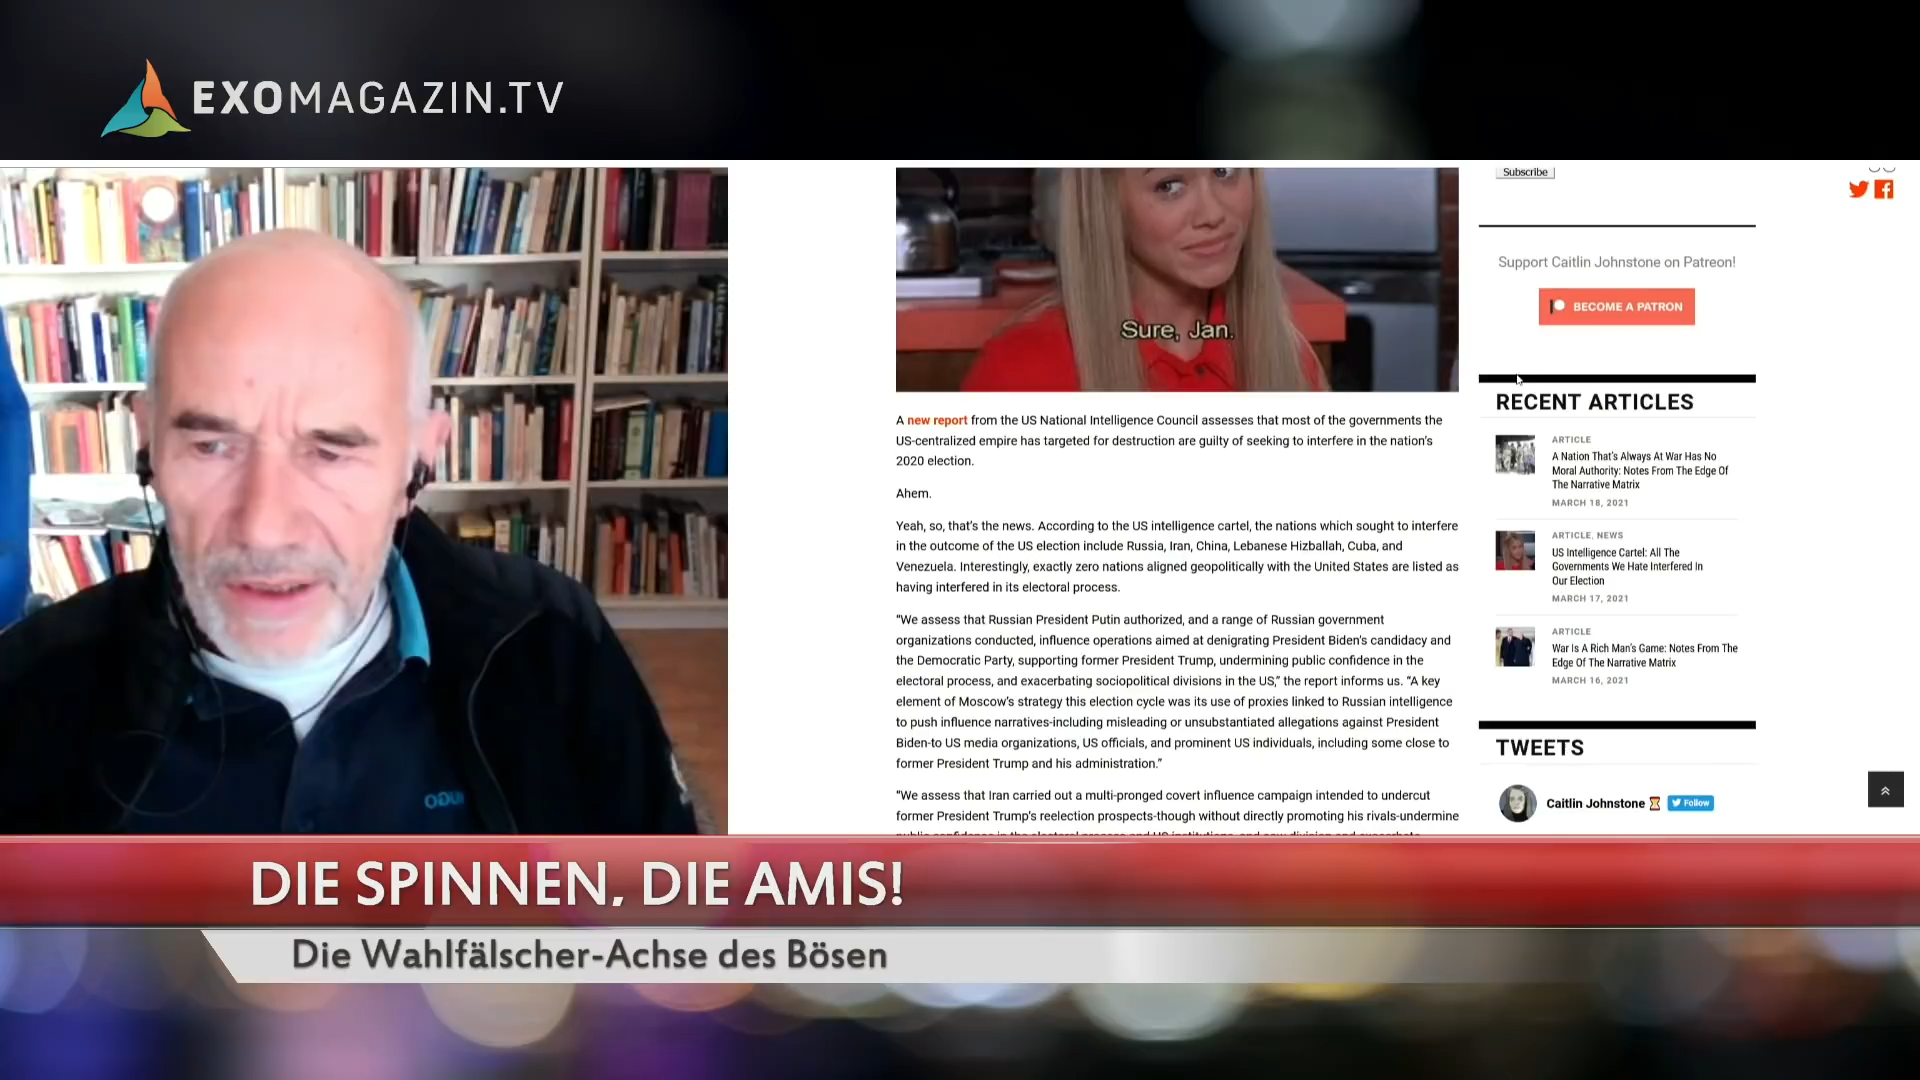 EXOMAGAZIN.TV
Sure, Jan.
A new report from the US National Intelligence Council assesses that most of the governments the
US-centralized empire has targeted for destruction are guilty of seeking to interfere in the nation's
2020 election.
Ahem.
Yeah, so, that's the news. According to the US intelligence cartel, the nations which sought to interfere
in the outcome of the US election include Russia, Iran, China, Lebanese Hizballah, Cuba, and
Venezuela. Interestingly, exactly zero nations aligned geopolitically with the United States are listed as
having interfered in its electoral process.
“We assess that Russian President Putin authorized, and a range of Russian government
organizations conducted, influence operations aimed at denigrating President Biden's candidacy and
the Democratic Party, supporting former President Trump, undermining public confidence in the
electoral process, and exacerbating sociopolitical divisions in the US,” the report informs us. “A key
element of Moscow's strategy this election cycle was its use of proxies linked to Russian intelligence
to push influence narratives-including misleading or unsubstantiated allegations against President
Biden-to US media organizations, US officials, and prominent US individuals, including some close to
former President Trump and his administration.”
“We assess that Iran carried out a multi-pronged covert influence campaign intended to undercut
former President Trump's reelection prospects-though without directly promoting his rivals-undermine
public confidence in the electoral process and US institutions, and sow division and exacerbate
Subscribe
Support Caitlin Johnstone on Patreon!
BECOME A PATRON
RECENT ARTICLES
ARTICLE
A Nation That's Always At War Has No
Moral Authority: Notes From The Edge Of
The Narrative Matrix
MARCH 18, 2021
ARTICLE, NEWS
US Intelligence Cartel: All The
Governments We Hate Interfered In
Our Election
MARCH 17, 2021
ARTICLE
War Is A Rich Man's Game: Notes From The
Edge Of The Narrative Matrix
MARCH 16, 2021
TWEETS
Caitlin Johnstone
Follow
DIE SPINNEN, DIE AMIS!
Die Wahlfälscher-Achse des Bösen